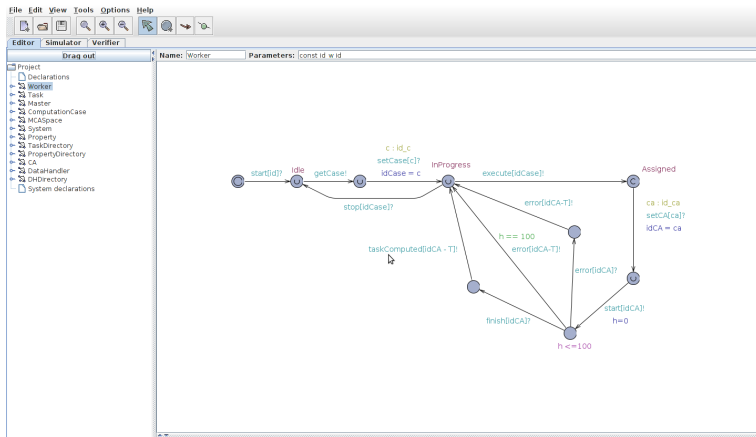 File Edit View Tools Options Help
Editor Simulator Verifier
Drag out
Name: Worker Parameters: const id w id
Project
Declarations
Worker
Task
Master
ComputationCase
MCASpace
System
Property
TaskDirectory
PropertyDirectory
CA
DataHandler
DHDirectory
System declarations
c : id_c
setCase[c]?
idCase = c
start[id]?
Idle
getCase!
InProgress
execute[idCase]!
Assigned
stop[idCase]?
ca : id_ca
setCA[ca]?
idCA = ca
error[idCA-T]!
h == 100
error[idCA-T]!
taskComputed[idCA - T]!
error[idCA]?
start[idCA]!
h=0
finish[idCA]?
h <=100